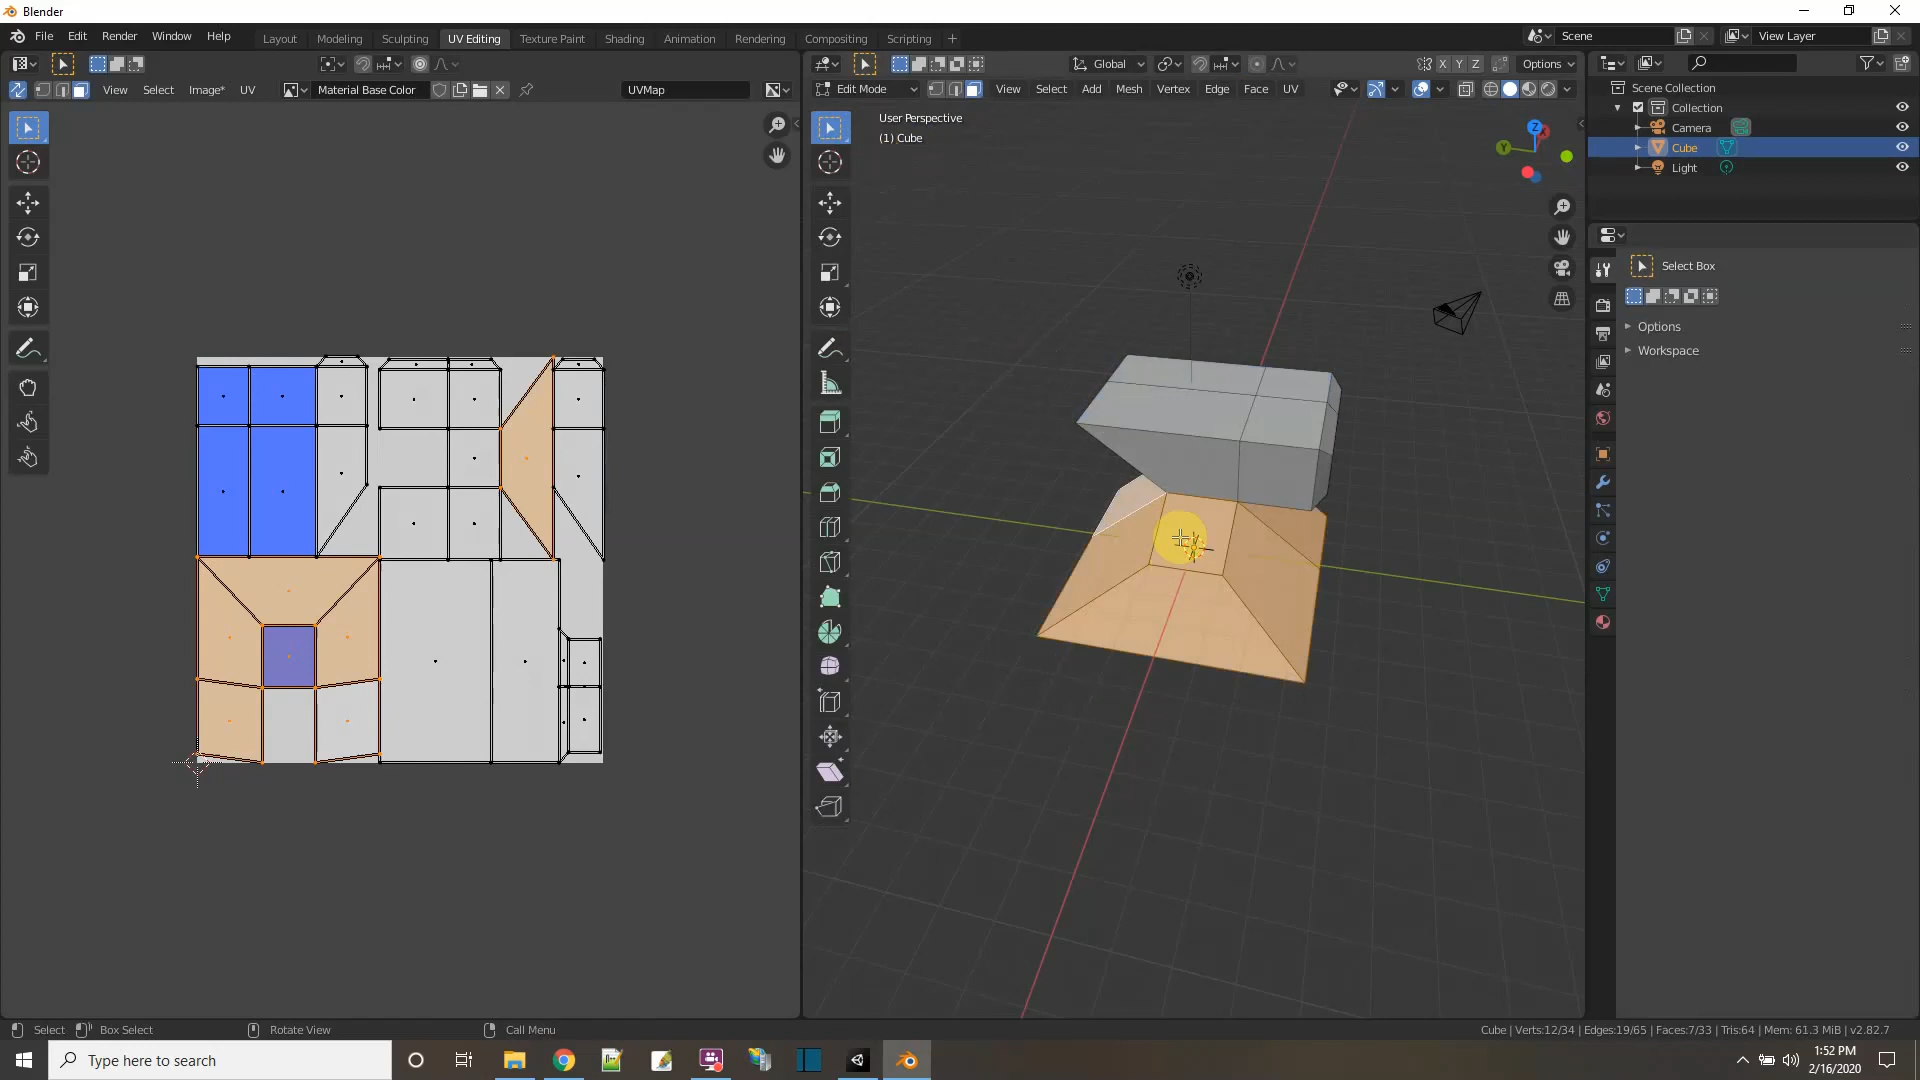 Blender
File Edit Render Window Help Layout Modeling Sculpting UV Editing Texture Paint Shading Animation Rendering Compositing Scripting + Scene View Layer
Global X Y Z Options
View Select Image* UV Material Base Color UVMap Edit Mode View Select Add Mesh Vertex Edge Face UV
Scene Collection
Collection
Camera
Cube
Light
User Perspective
(1) Cube
Z
Y
Select Box
Options
Workspace
Select Box Select Rotate View Call Menu Cube | Verts:12/34 | Edges:19/65 | Faces:7/33 | Tris:64 | Mem: 61.3 MiB | v2.82.7
Type here to search
1:52 PM
2/16/2020